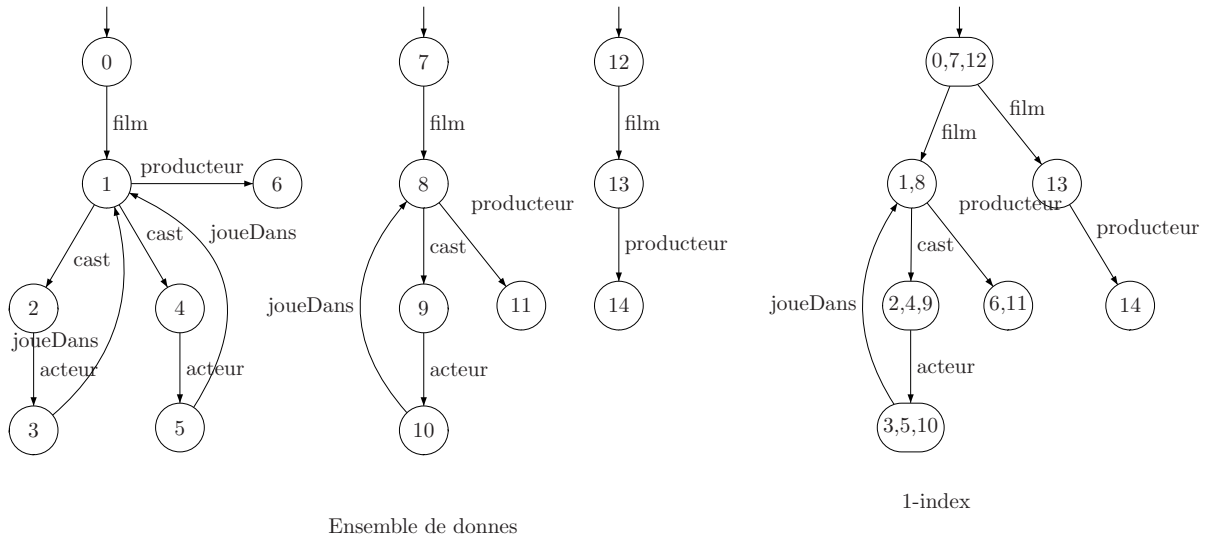 0
7
12
0,7,12
film
film
film
film
film
producteur
1
6
8
13
1,8
13
producteur
producteur
cast
joueDans
cast
cast
producteur
producteur
cast
joueDans
joueDans
2
4
9
11
14
2,4,9
6,11
14
joueDans
acteur
acteur
acteur
acteur
3
5
10
3,5,10
1-index
Ensemble de donnes